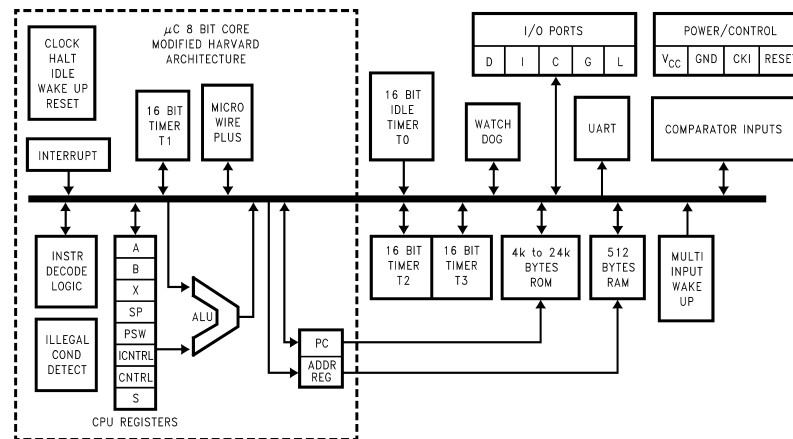 μC 8 BIT CORE
MODIFIED HARVARD
ARCHITECTURE
CLOCK
HALT
IDLE
WAKE UP
RESET
INTERRUPT
16 BIT
TIMER
T1
MICRO
WIRE
PLUS
16 BIT
IDLE
TIMER
T0
WATCH
DOG
I/O PORTS
D I C G L
UART
POWER/CONTROL
VCC GND CKI RESET
COMPARATOR INPUTS
INSTR
DECODE
LOGIC
ILLEGAL
COND
DETECT
A
B
X
SP
PSW
ICNTRL
CNTRL
S
CPU REGISTERS
ALU
PC
ADDR
REG
16 BIT
TIMER
T2
16 BIT
TIMER
T3
4k to 24k
BYTES
ROM
512
BYTES
RAM
MULTI
INPUT
WAKE
UP